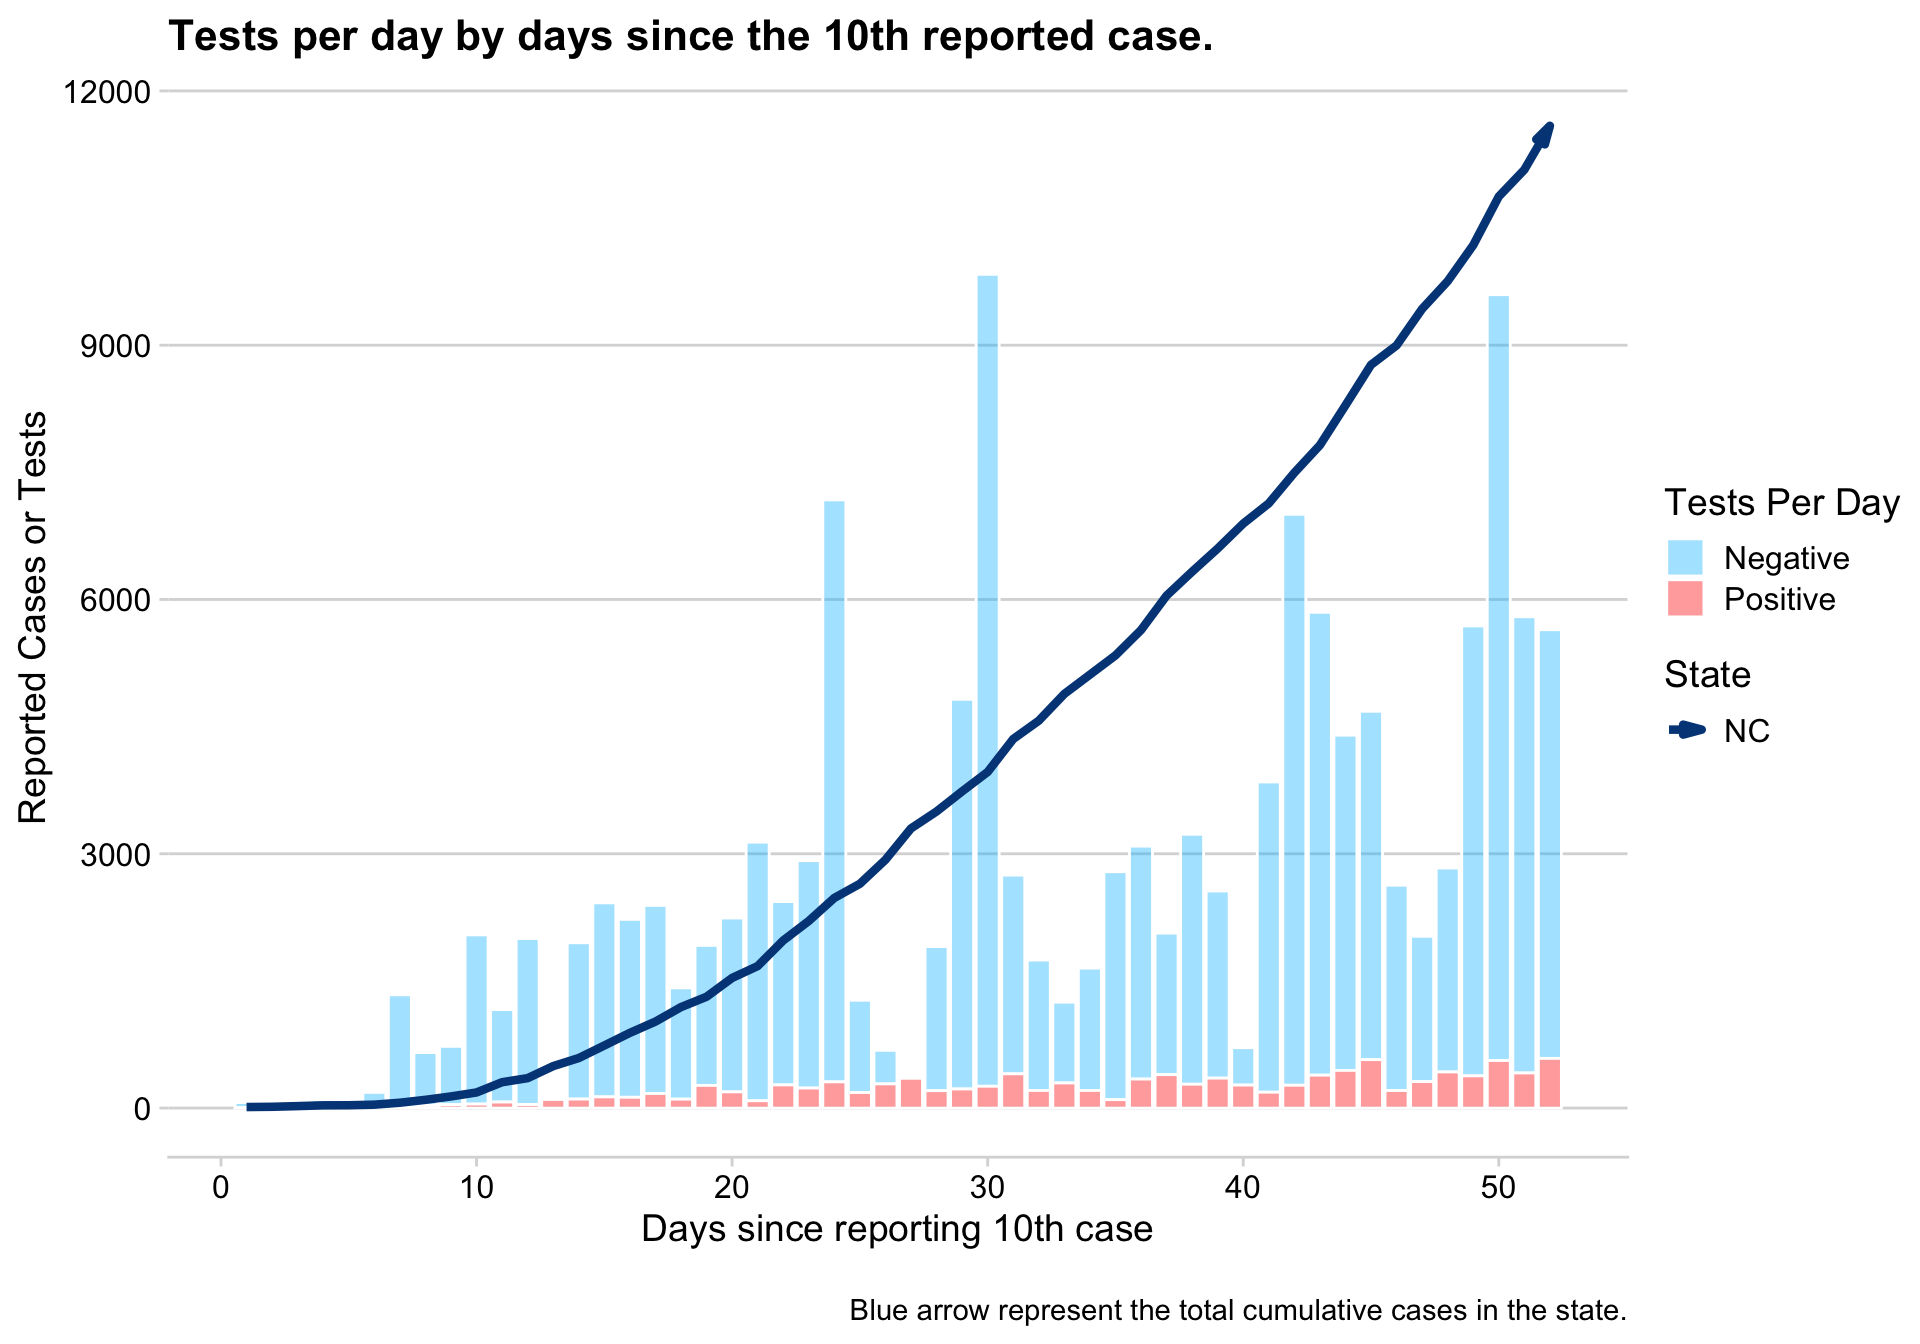 Tests per day by days since the 10th reported case.
12000
9000
6000
3000
0
Reported Cases or Tests
0 10 20 30 40 50
Days since reporting 10th case
Tests Per Day
Negative
Positive
State
NC
Blue arrow represent the total cumulative cases in the state.